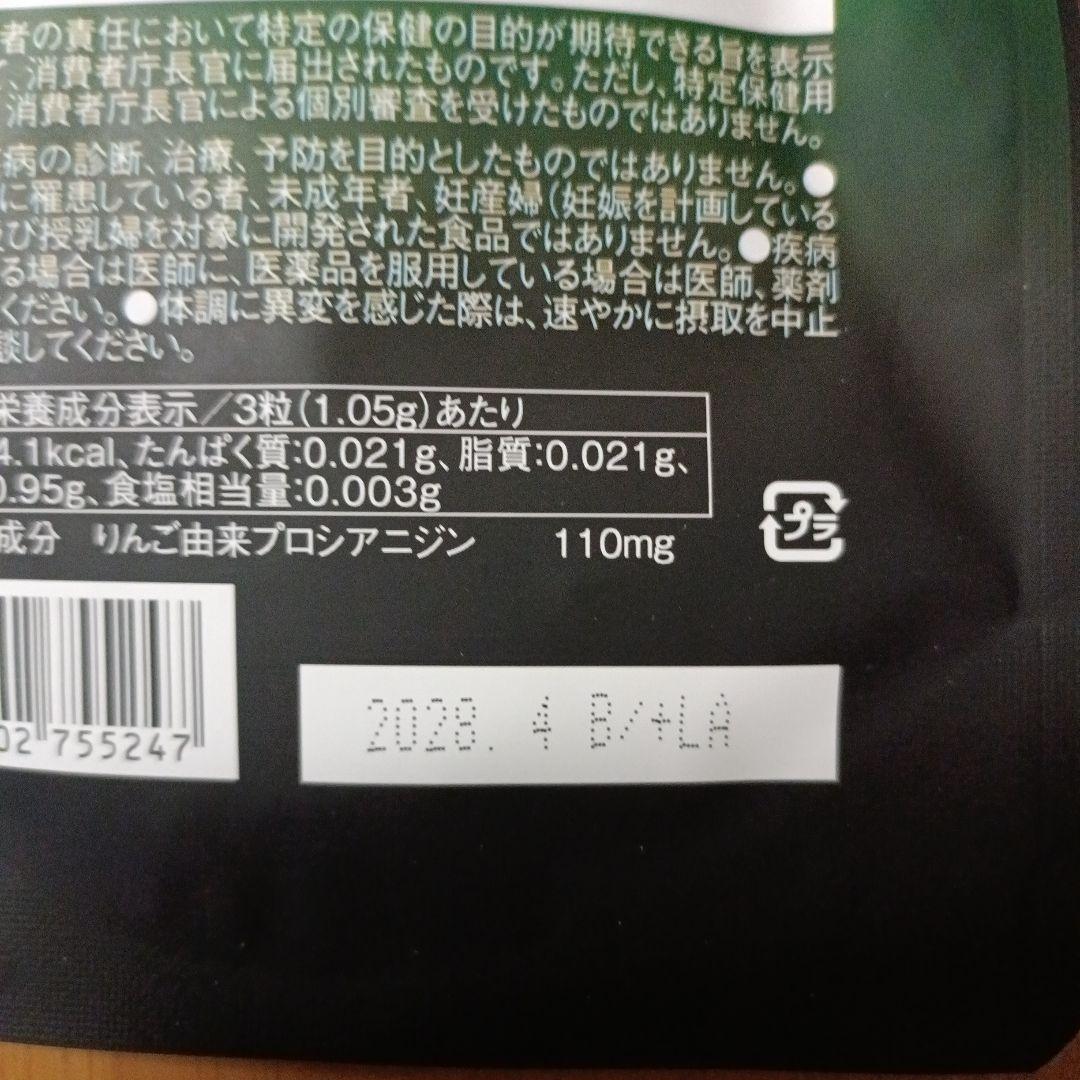 者の責任において特定の保健の目的が期待できる旨を表示
、消費者庁長官に届出されたものです。ただし、特定保健用
消費者庁長官による個別審査を受けたものではありません。
病の診断、治療、予防を目的としたものではありません。●
に罹患している者、未成年者、妊産婦(妊娠を計画している
び授乳婦を対象に開発された食品ではありません。●疾病
る場合は医師に、医薬品を服用している場合は医師、薬剤
ください。●体調に異変を感じた際は、速やかに摂取を中止
談してください。
栄養成分表示／3粒(1.05g)あたり
4.1kcal、たんぱく質:0.021g、脂質:0.021g、
0.95g、食塩相当量:0.003g
成分 りんご由来プロシアニジン 110mg
プラ
02 755247
2028. 4 B/+LA